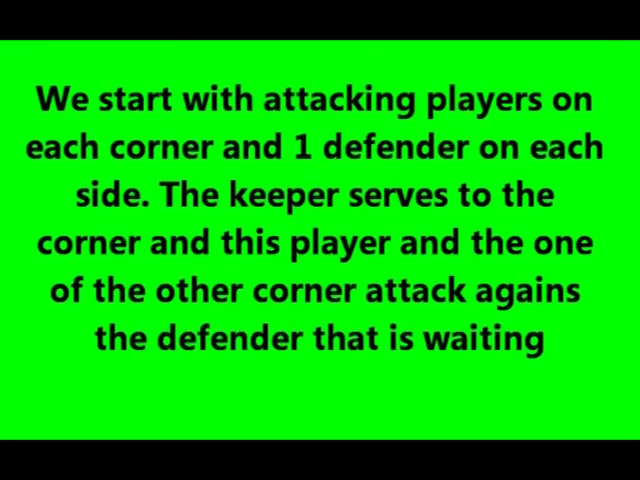 We start with attacking players on
each corner and 1 defender on each
side. The keeper serves to the
corner and this player and the one
of the other corner attack agains
the defender that is waiting